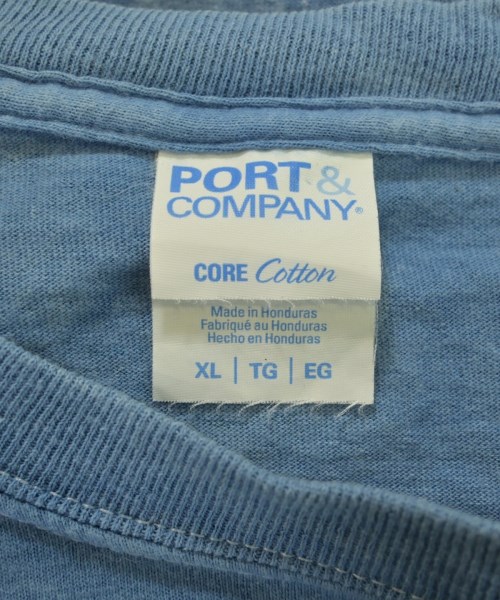 PORT &
COMPANY®
CORE Cotton
Made in Honduras
Fabriqué au Honduras
Hecho en Honduras
XL | TG | EG